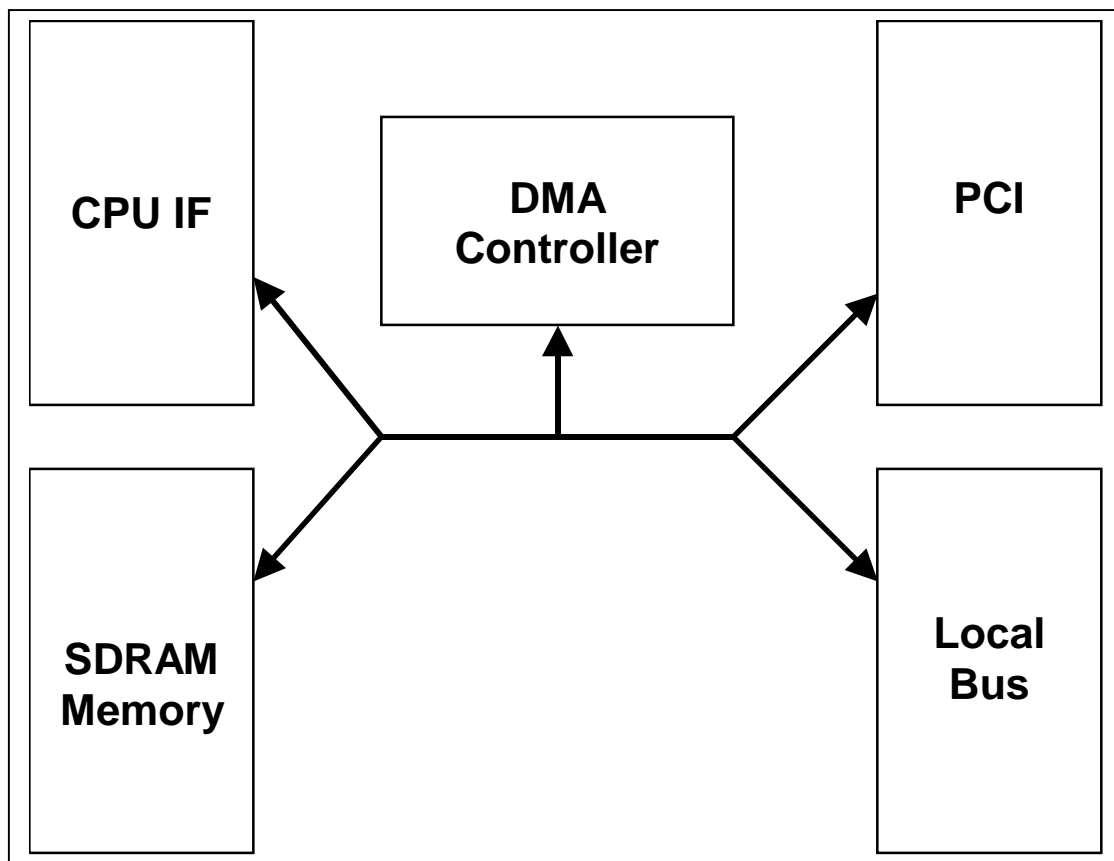 CPU IF
DMA
Controller
PCI
SDRAM
Memory
Local
Bus